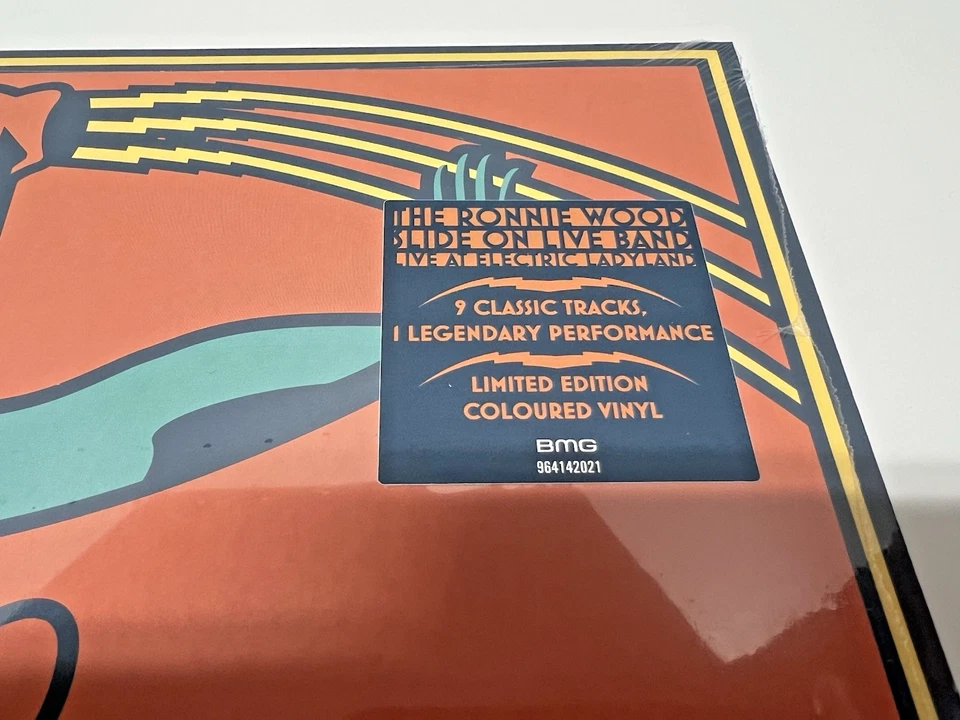 THE RONNIE WOOD
SLIDE ON LIVE BAND
LIVE AT ELECTRIC LADYLAND
9 CLASSIC TRACKS,
1 LEGENDARY PERFORMANCE
LIMITED EDITION
COLOURED VINYL
BMG
964142021